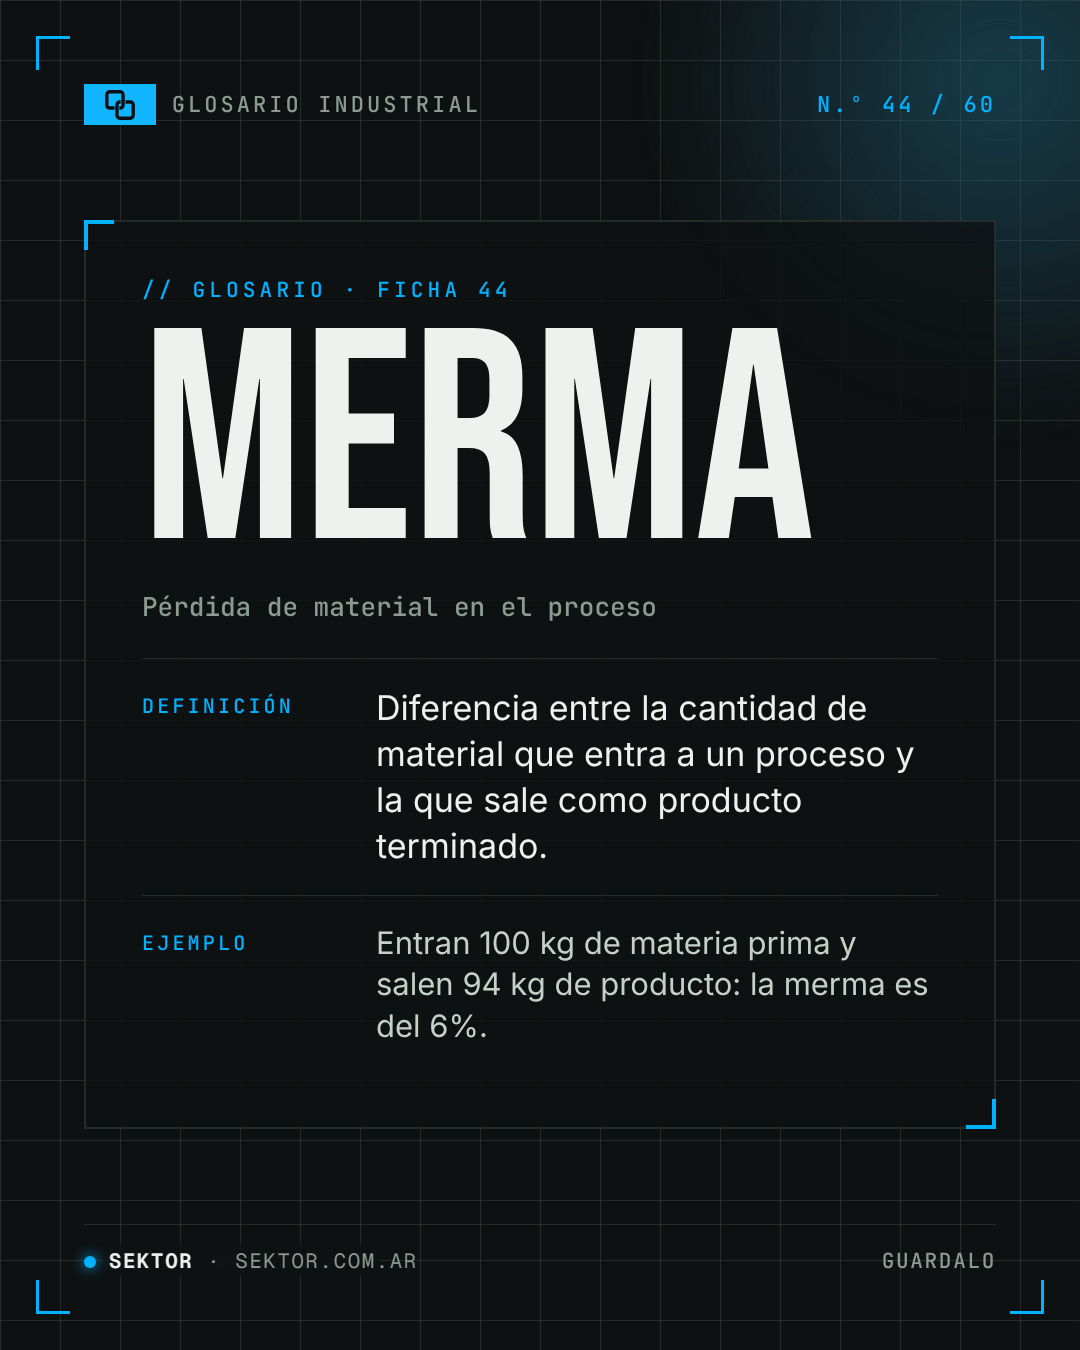 GLOSARIO INDUSTRIAL
N.º 44 / 60
// GLOSARIO · FICHA 44
MERMA
Pérdida de material en el proceso
DEFINICIÓN
Diferencia entre la cantidad de
material que entra a un proceso y
la que sale como producto
terminado.
EJEMPLO
Entran 100 kg de materia prima y
salen 94 kg de producto: la merma es
del 6%.
SEKTOR · SEKTOR.COM.AR
GUARDALO